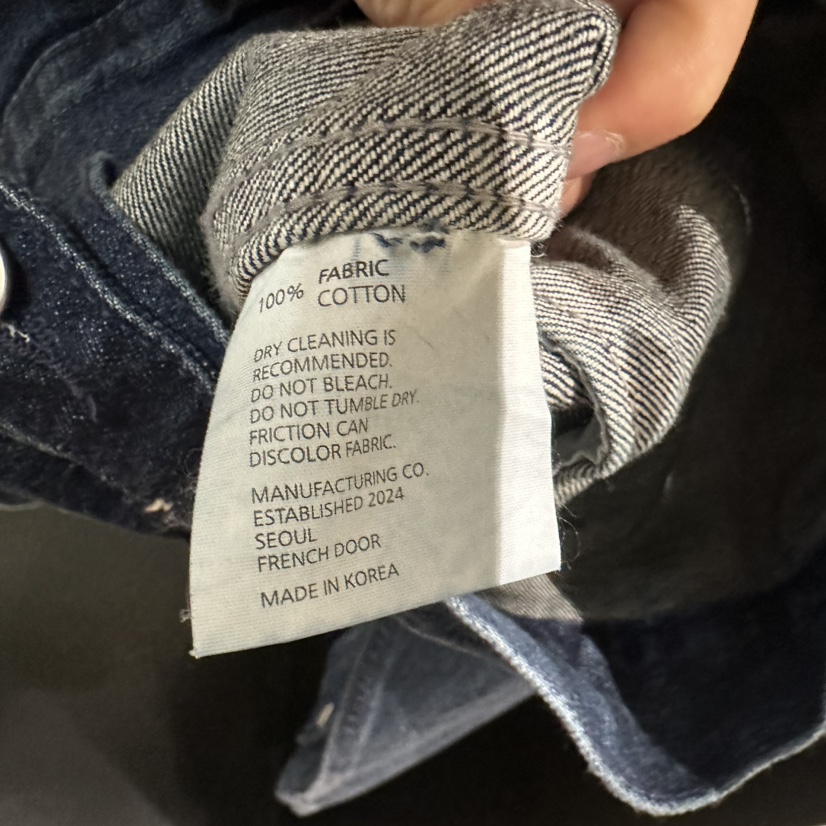 FABRIC
100% COTTON
DRY CLEANING IS
RECOMMENDED.
DO NOT BLEACH.
DO NOT TUMBLE DRY.
FRICTION CAN
DISCOLOR FABRIC.
MANUFACTURING CO.
ESTABLISHED 2024
SEOUL
FRENCH DOOR
MADE IN KOREA